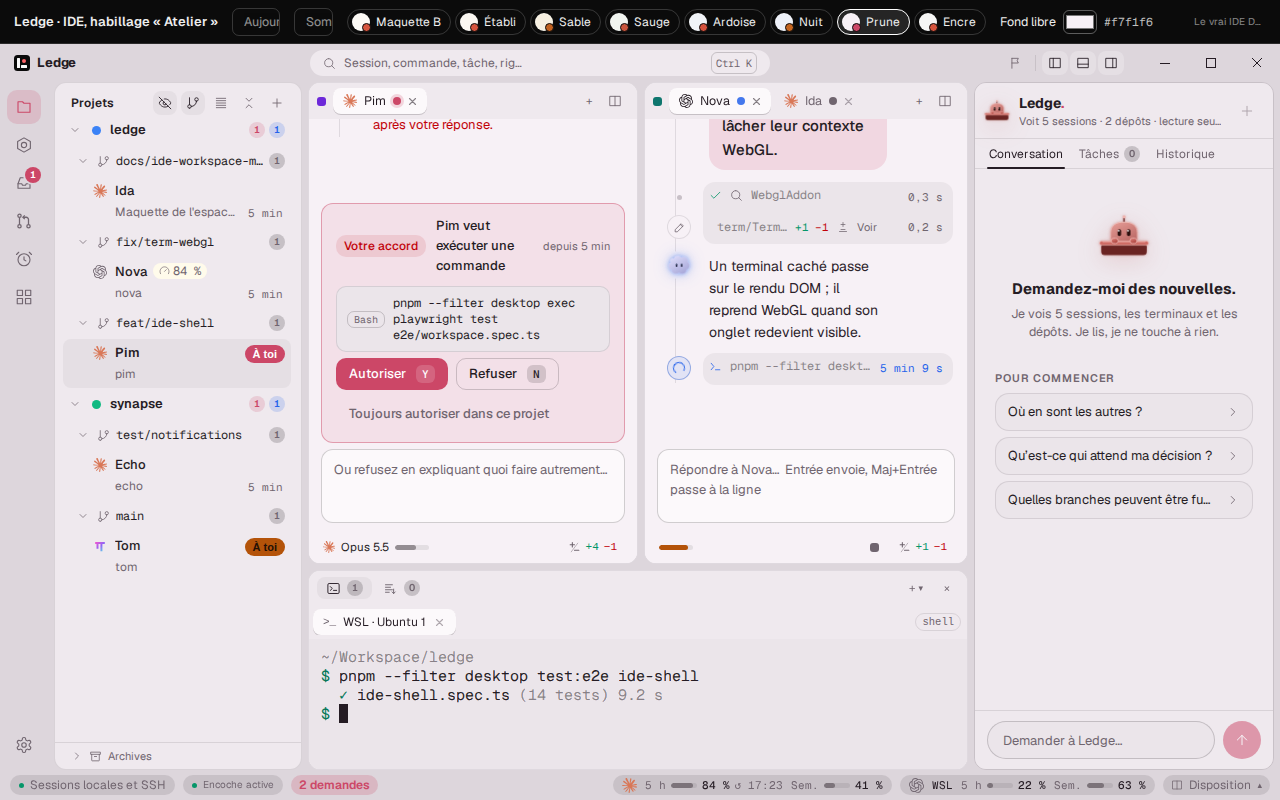 Ledge · IDE, habillage « Atelier »
Aujour
Som
Maquette B
Établi
Sable
Sauge
Ardoise
Nuit
Prune
Encre
Fond libre
#f7f1f6
Le vrai IDE D...
Ledge
Session, commande, tâche, rig...
Ctrl K
1
Projets
ledge
1
1
docs/ide-workspace-m...
1
Ida
Maquette de l'espac...
5 min
fix/term-webgl
1
Nova
84 %
nova
5 min
feat/ide-shell
1
Pim
À toi
pim
synapse
1
1
test/notifications
1
Echo
echo
5 min
main
1
Tom
À toi
tom
Archives
Pim
après votre réponse.
Votre accord
Pim veut exécuter une commande
depuis 5 min
Bash
pnpm --filter desktop exec
playwright test
e2e/workspace.spec.ts
Autoriser
Y
Refuser
N
Toujours autoriser dans ce projet
Ou refusez en expliquant quoi faire autrement...
Opus 5.5
+4 −1
Nova
Ida
lâcher leur contexte
WebGL.
WebglAddon
0,3 s
term/Term...
+1 −1
Voir
0,2 s
Un terminal caché passe
sur le rendu DOM ; il
reprend WebGL quand son
onglet redevient visible.
pnpm --filter deskt...
5 min 9 s
Répondre à Nova... Entrée envoie, Maj+Entrée
passe à la ligne
+1 −1
1
0
>_ WSL · Ubuntu 1
shell
~/Workspace/ledge
$ pnpm --filter desktop test:e2e ide-shell
✓ ide-shell.spec.ts (14 tests) 9.2 s
$
Ledge.
Voit 5 sessions · 2 dépôts · lecture seu...
Conversation
Tâches 0
Historique
Demandez-moi des nouvelles.
Je vois 5 sessions, les terminaux et les
dépôts. Je lis, je ne touche à rien.
POUR COMMENCER
Où en sont les autres ?
Qu'est-ce qui attend ma décision ?
Quelles branches peuvent être fu...
Demander à Ledge...
Sessions locales et SSH
Encoche active
2 demandes
5 h
84 %
↺ 17:23
Sem.
41 %
WSL
5 h
22 %
Sem.
63 %
Disposition